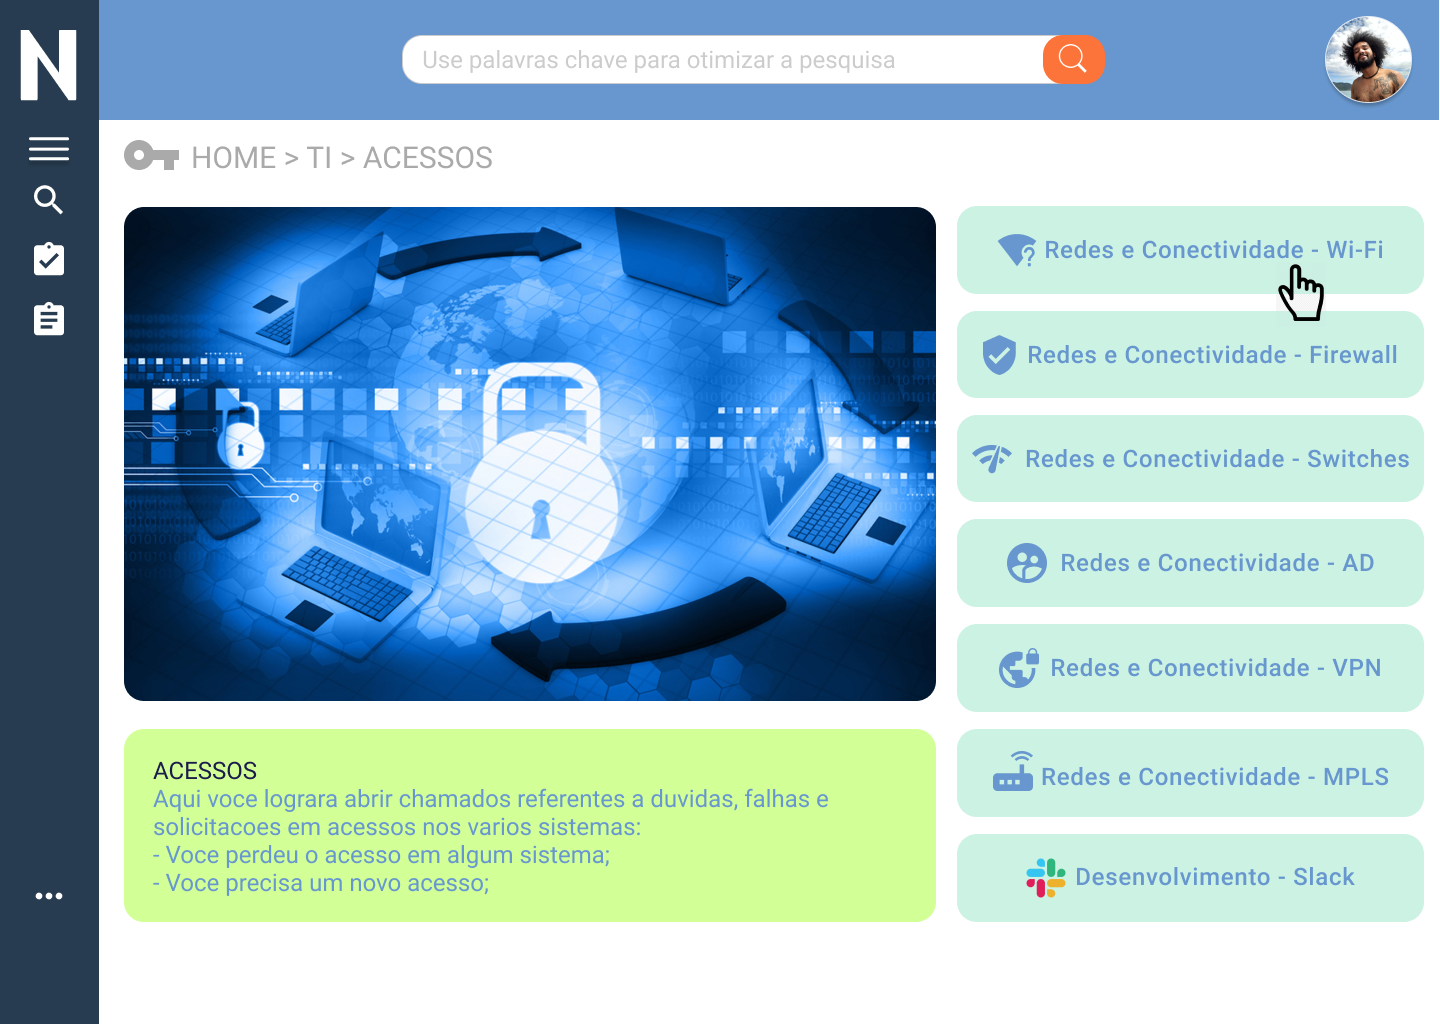 N
Use palavras chave para otimizar a pesquisa
HOME > TI > ACESSOS
Redes e Conectividade - Wi-Fi
Redes e Conectividade - Firewall
Redes e Conectividade - Switches
Redes e Conectividade - AD
Redes e Conectividade - VPN
Redes e Conectividade - MPLS
Desenvolvimento - Slack
ACESSOS
Aqui voce lograra abrir chamados referentes a duvidas, falhas e
solicitacoes em acessos nos varios sistemas:
- Voce perdeu o acesso em algum sistema;
- Voce precisa um novo acesso;